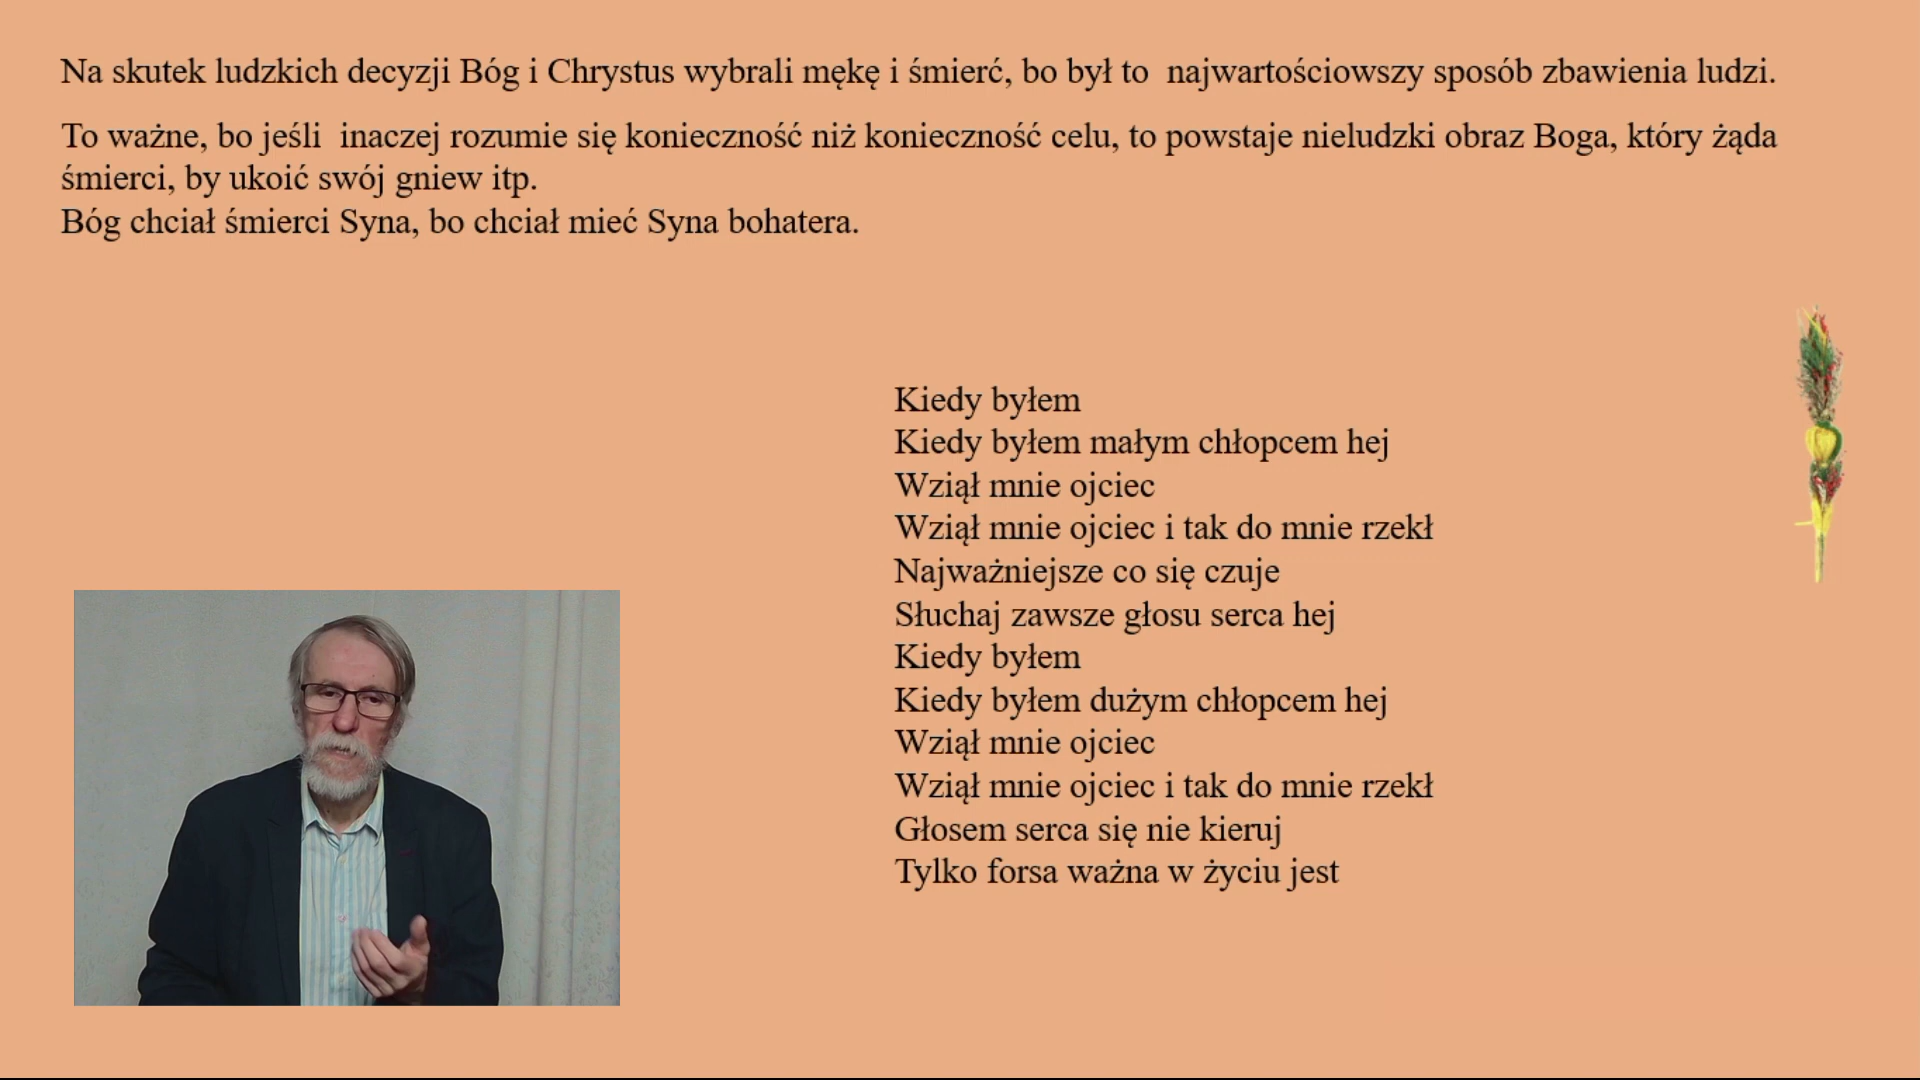 Na skutek ludzkich decyzji Bóg i Chrystus wybrali mękę i śmierć, bo był to  najwartościowszy sposób zbawienia ludzi.
To ważne, bo jeśli  inaczej rozumie się konieczność niż konieczność celu, to powstaje nieludzki obraz Boga, który żąda
śmierci, by ukoić swój gniew itp.
Bóg chciał śmierci Syna, bo chciał mieć Syna bohatera.
Kiedy byłem
Kiedy byłem małym chłopcem hej
Wziął mnie ojciec
Wziął mnie ojciec i tak do mnie rzekł
Najważniejsze co się czuje
Słuchaj zawsze głosu serca hej
Kiedy byłem
Kiedy byłem dużym chłopcem hej
Wziął mnie ojciec
Wziął mnie ojciec i tak do mnie rzekł
Głosem serca się nie kieruj
Tylko forsa ważna w życiu jest